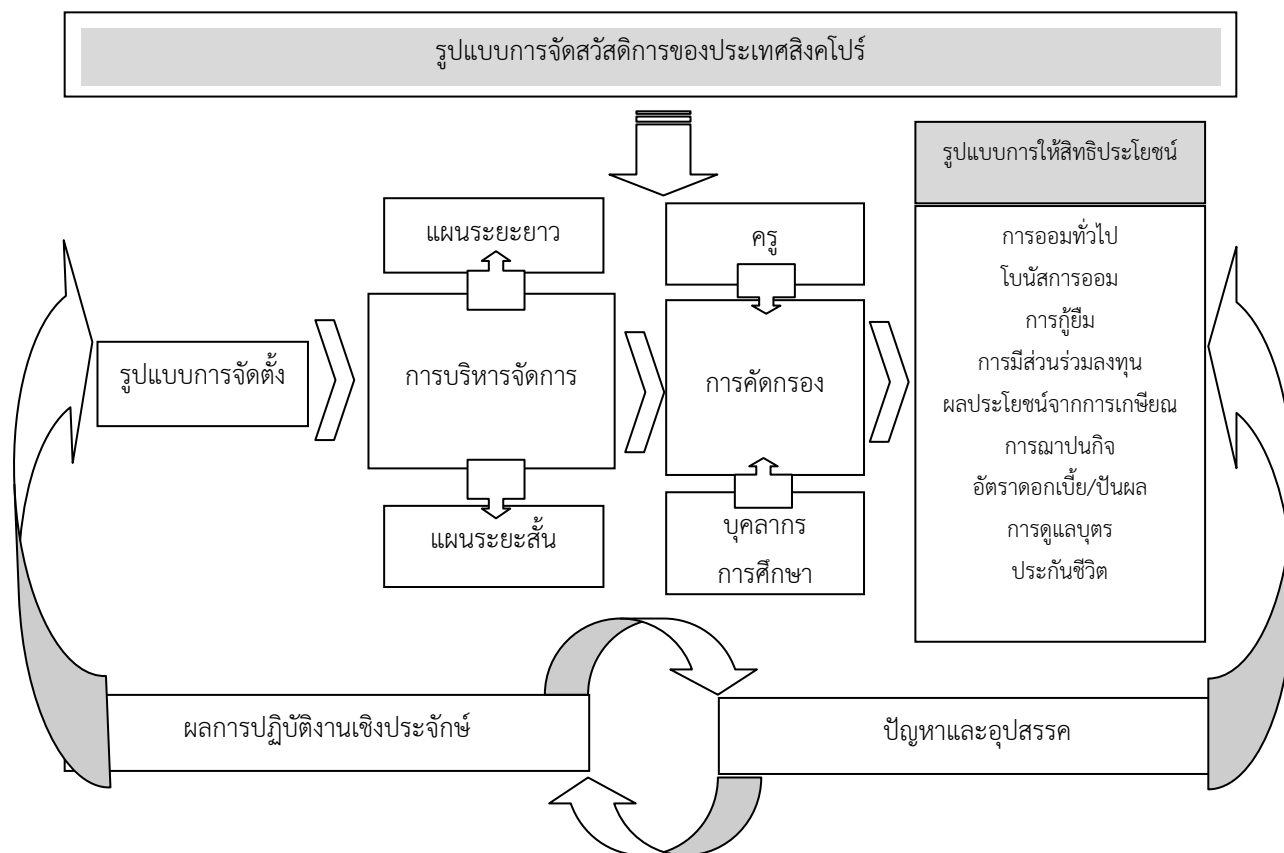 รูปแบบการจัดสวัสดิการของประเทศสิงคโปร์
รูปแบบการจัดตั้ง
แผนระยะยาว
การบริหารจัดการ
แผนระยะสั้น
ครู
การคัดกรอง
บุคลากร
การศึกษา
รูปแบบการให้สิทธิประโยชน์
การออมทั่วไป
โบนัสการออม
การกู้ยืม
การมีส่วนร่วมลงทุน
ผลประโยชน์จากการเกษียณ
การฌาปนกิจ
อัตราดอกเบี้ย/ปันผล
การดูแลบุตร
ประกันชีวิต
ผลการปฏิบัติงานเชิงประจักษ์
ปัญหาและอุปสรรค